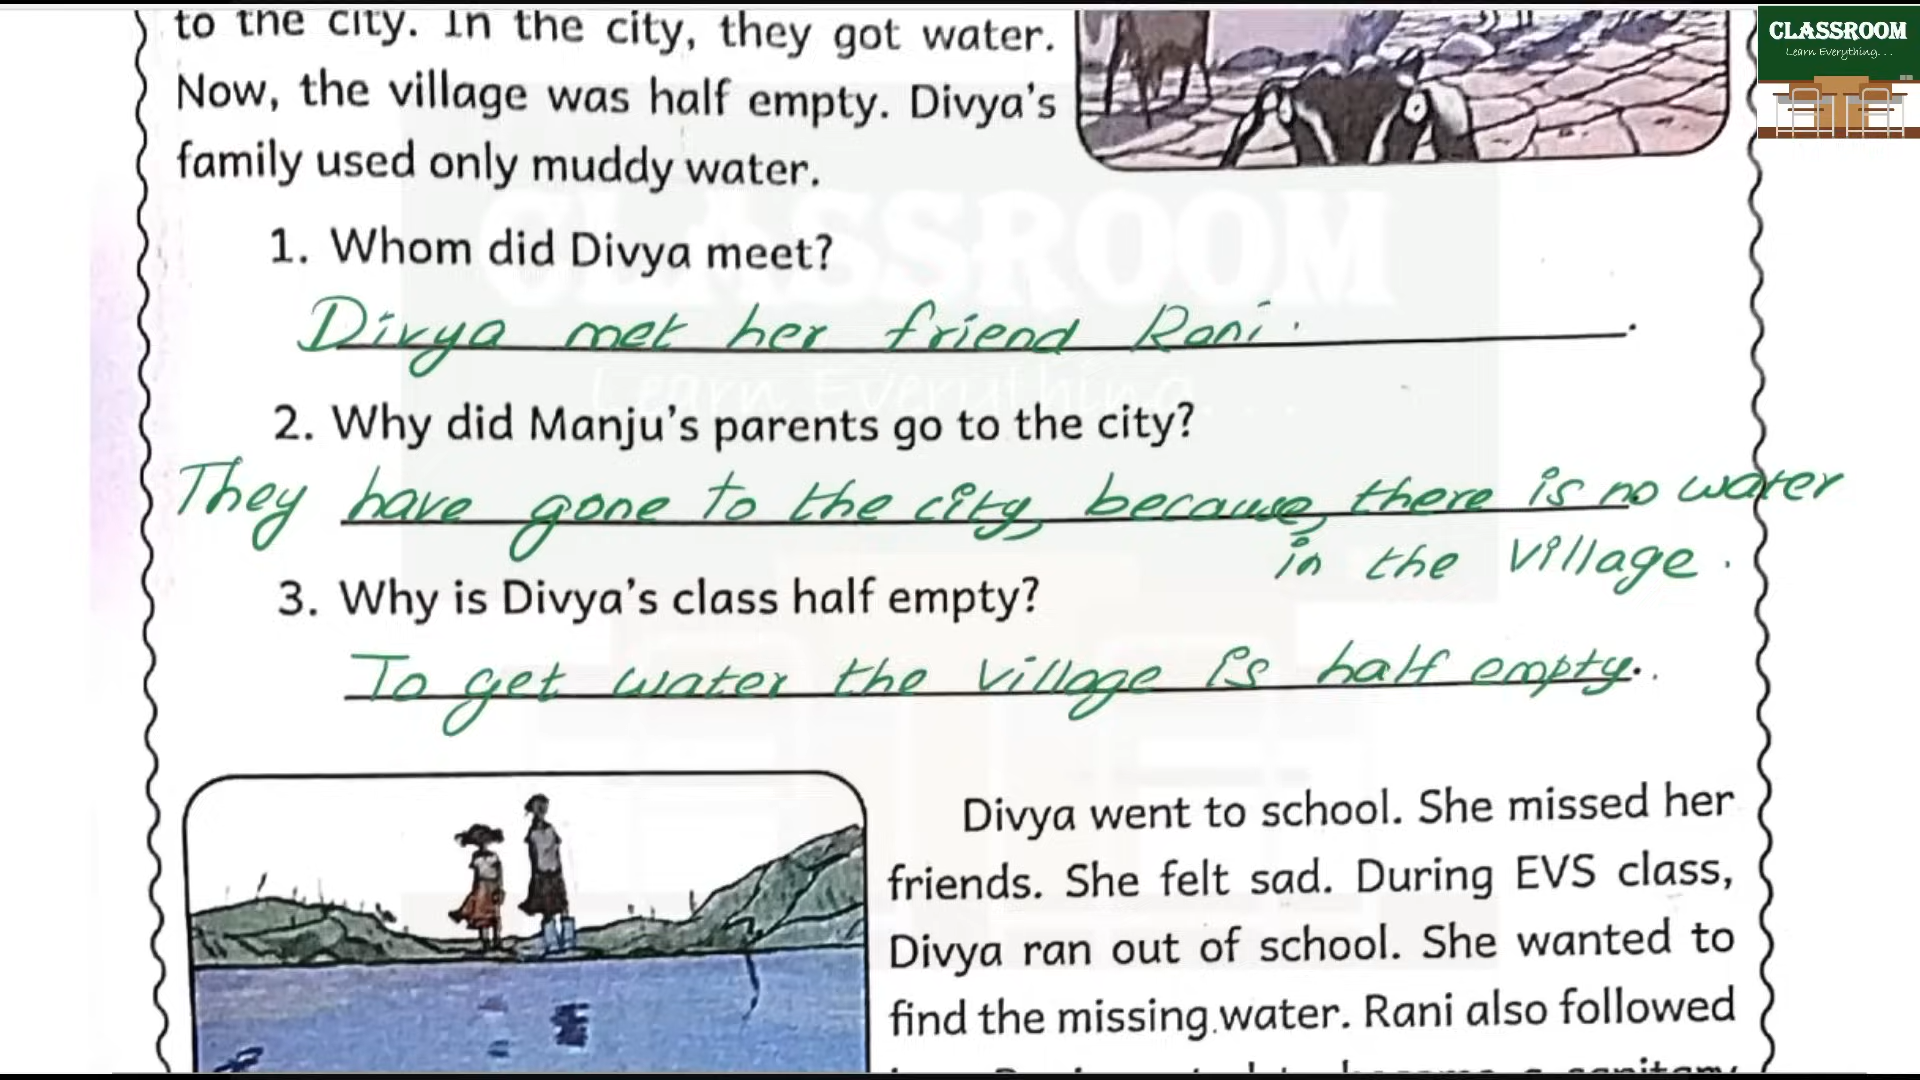 to the city. In the city, they got water.
Now, the village was half empty. Divya's
family used only muddy water.
CLASSROOM
Learn Everything...
1. Whom did Divya meet?
Divya met her friend Rani.
2. Why did Manju's parents go to the city?
They have gone to the city, because, there is no water
in the village.
3. Why is Divya's class half empty?
To get water the village is half empty.
Divya went to school. She missed her
friends. She felt sad. During EVS class,
Divya ran out of school. She wanted to
find the missing water. Rani also followed
CLASSROOM
Learn Everything...